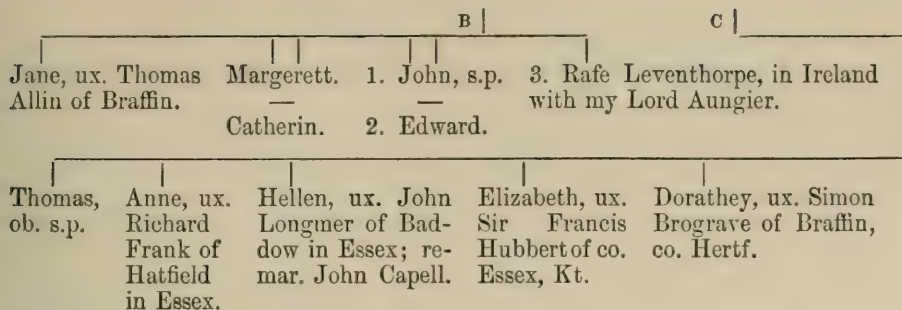 B C
Jane, ux. Thomas
Allin of Braffin.
Margerett.
—
Catherin.
1. John, s.p.
—
2. Edward.
3. Rafe Leventhorpe, in Ireland
with my Lord Aungier.
Thomas,
ob. s.p.
Anne, ux.
Richard
Frank of
Hatfield
in Essex.
Hellen, ux. John
Longmer of Bad-
dow in Essex; re-
mar. John Capell.
Elizabeth, ux.
Sir Francis
Hubbert of co.
Essex, Kt.
Dorathey, ux. Simon
Brograve of Braffin,
co. Hertf.